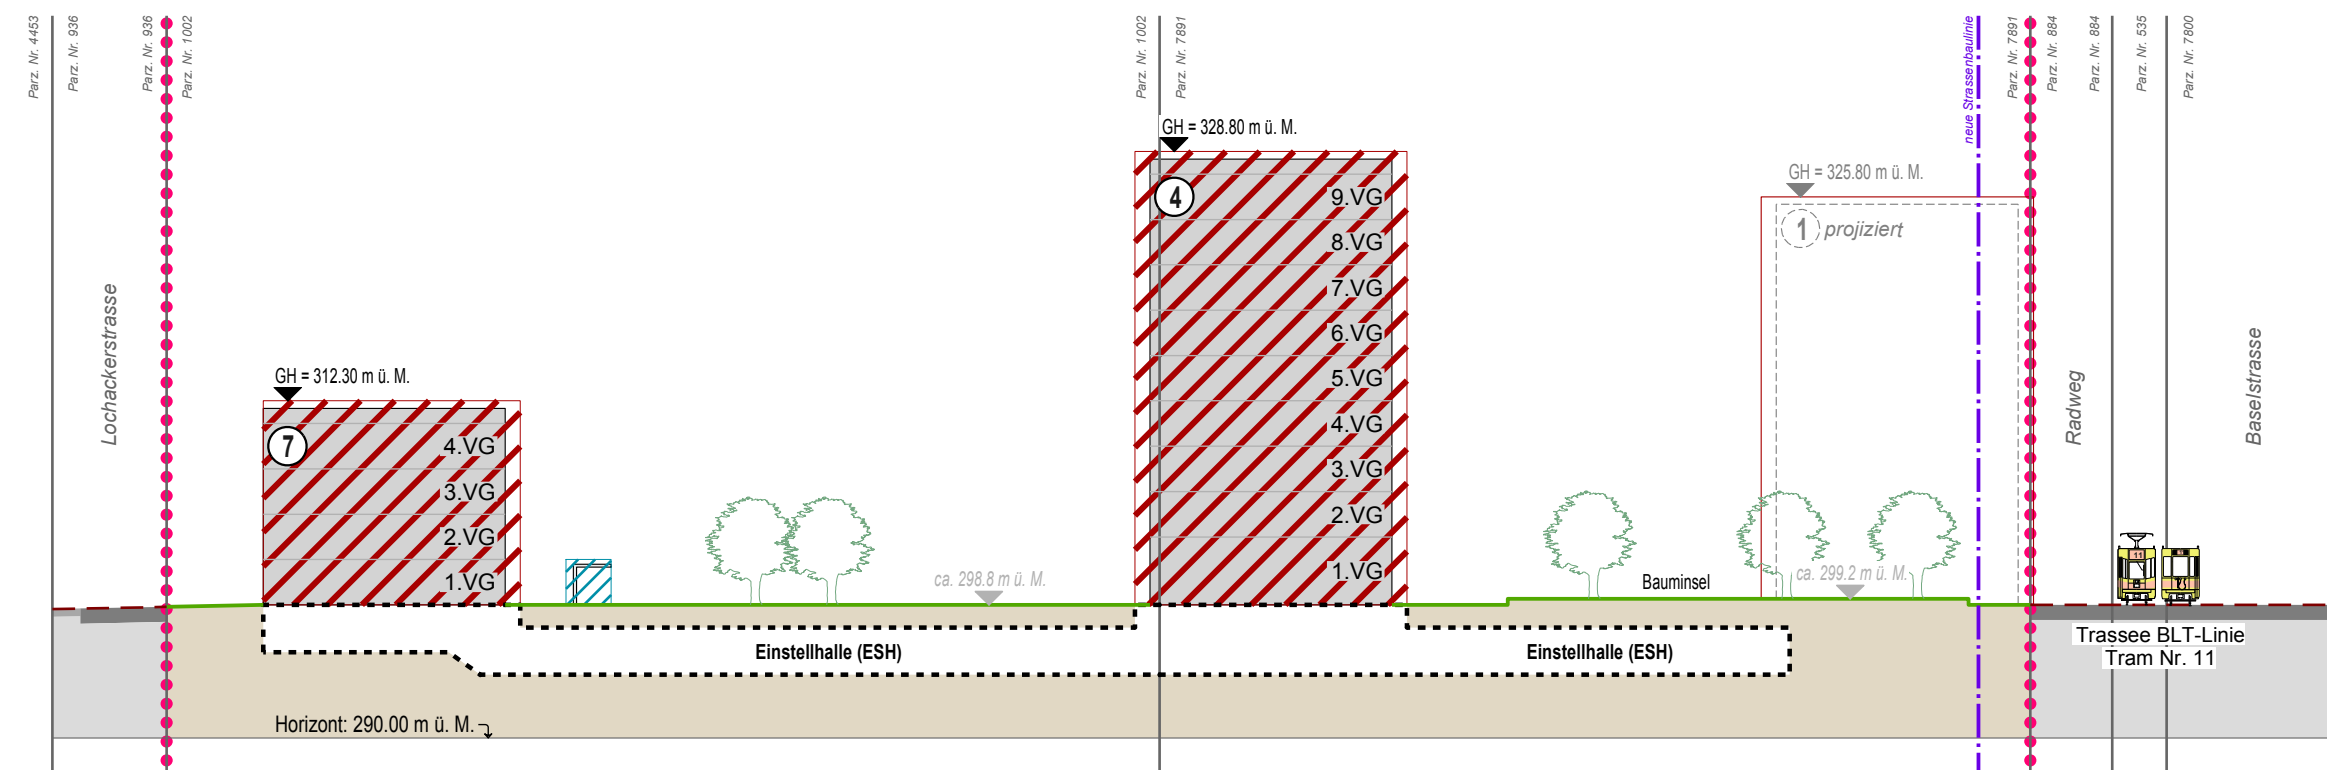 Parz. Nr. 4453
Parz. Nr. 936
Parz. Nr. 936
Parz. Nr. 1002
Parz. Nr. 1002
Parz. Nr. 7891
neue Strassenbaulinie
Parz. Nr. 7891
Parz. Nr. 884
Parz. Nr. 884
Parz. Nr. 535
Parz. Nr. 7800
GH = 328.80 m ü. M.
GH = 325.80 m ü. M.
4
9.VG
1 projiziert
8.VG
7.VG
6.VG
5.VG
4.VG
3.VG
2.VG
1.VG
Lochackerstrasse
GH = 312.30 m ü. M.
7
4.VG
3.VG
2.VG
1.VG
Radweg
Baselstrasse
11
ca. 298.8 m ü. M.
Bauminsel
ca. 299.2 m ü. M.
Einstellhalle (ESH)
Einstellhalle (ESH)
Trassee BLT-Linie
Tram Nr. 11
Horizont: 290.00 m ü. M.